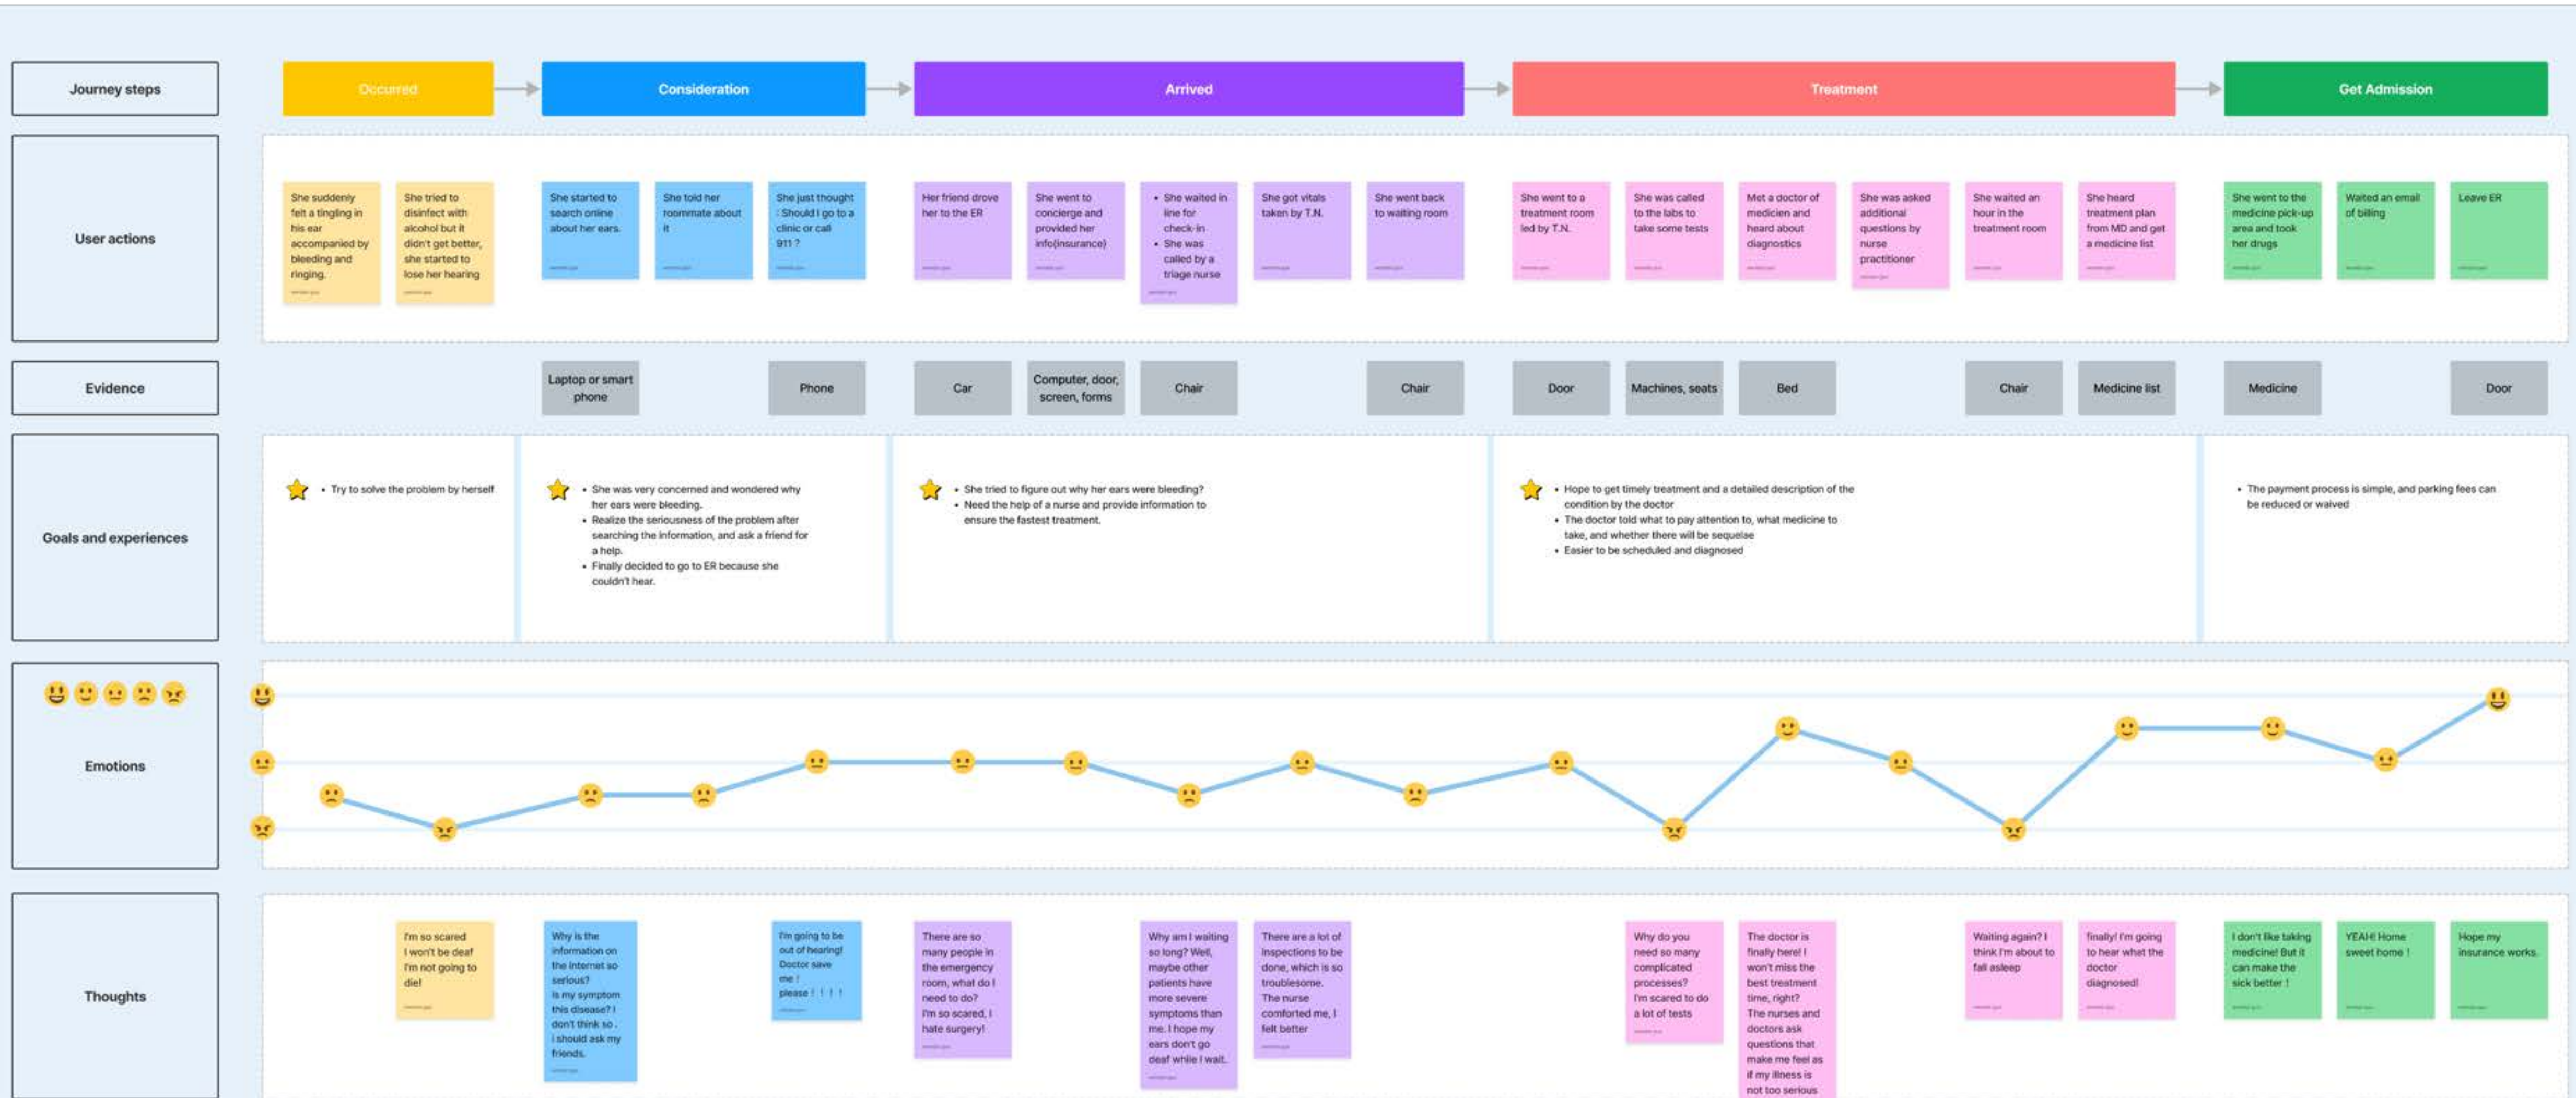 Journey steps
Occurred
Consideration
Arrived
Treatment
Get Admission
User actions
She suddenly
felt a tingling in
his ear
accompanied by
bleeding and
ringing.
She tried to
disinfect with
alcohol but it
didn't get better,
she started to
lose her hearing
She started to
search online
about her ears.
She told her
roommate about
it
She just thought
: Should I go to a
clinic or call
911 ?
Her friend drove
her to the ER
She went to
concierge and
provided her
info(insurance)
• She waited in
line for
check-in
• She was
called by a
triage nurse
She got vitals
taken by T.N.
She went back
to waiting room
She went to a
treatment room
led by T.N.
She was called
to the labs to
take some tests
Met a doctor of
medicien and
heard about
diagnostics
She was asked
additional
questions by
nurse
practitioner
She waited an
hour in the
treatment room
She heard
treatment plan
from MD and get
a medicine list
She went to the
medicine pick-up
area and took
her drugs
Waited an email
of billing
Leave ER
Evidence
Laptop or smart
phone
Phone
Car
Computer, door,
screen, forms
Chair
Chair
Door
Machines, seats
Bed
Chair
Medicine list
Medicine
Door
Goals and experiences
• Try to solve the problem by herself
• She was very concerned and wondered why
her ears were bleeding.
• Realize the seriousness of the problem after
searching the information, and ask a friend for
a help.
• Finally decided to go to ER because she
couldn't hear.
• She tried to figure out why her ears were bleeding?
• Need the help of a nurse and provide information to
ensure the fastest treatment.
• Hope to get timely treatment and a detailed description of the
condition by the doctor
• The doctor told what to pay attention to, what medicine to
take, and whether there will be sequelae
• Easier to be scheduled and diagnosed
• The payment process is simple, and parking fees can
be reduced or waived
Emotions
Thoughts
I'm so scared
I won't be deaf
I'm not going to
die!
Why is the
information on
the internet so
serious?
Is my symptom
this disease? I
don't think so .
i should ask my
friends.
I'm going to be
out of hearing!
Doctor save
me !
please ! ! ! !
There are so
many people in
the emergency
room, what do I
need to do?
I'm so scared, I
hate surgery!
Why am I waiting
so long? Well,
maybe other
patients have
more severe
symptoms than
me. I hope my
ears don't go
deaf while I wait.
There are a lot of
inspections to be
done, which is so
troublesome.
The nurse
comforted me, I
felt better
Why do you
need so many
complicated
processes?
I'm scared to do
a lot of tests
The doctor is
finally here! I
won't miss the
best treatment
time, right?
The nurses and
doctors ask
questions that
make me feel as
if my illness is
not too serious
Waiting again? I
think I'm about to
fall asleep
finally! I'm going
to hear what the
doctor
diagnosed!
I don't like taking
medicine! But it
can make the
sick better !
YEAH! Home
sweet home !
Hope my
insurance works.